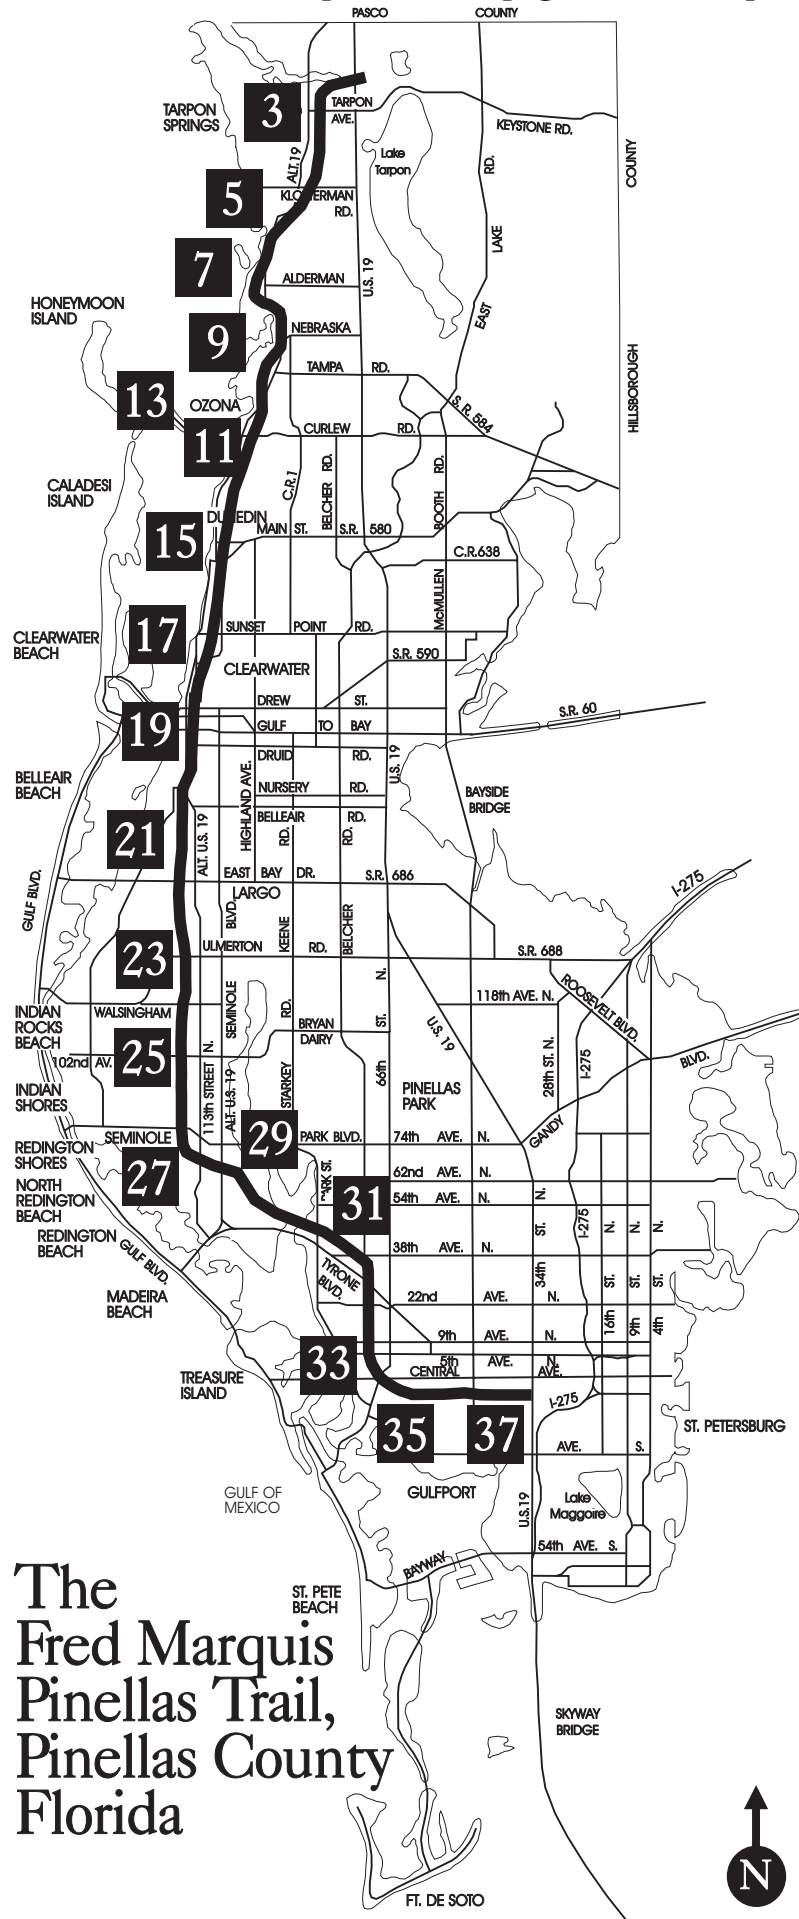 PASCO COUNTY
TARPON
SPRINGS
3
TARPON
AVE.
KEYSTONE RD.
Lake
Tarpon
COUNTY
ALT.19
RD.
5
RD.
LAKE
7
ALDERMAN
U.S. 19
HONEYMOON
ISLAND
EAST
9
NEBRASKA
TAMPA RD.
HILLSBOROUGH
13
OZONA
S.R. 584
11
CURLEW RD.
CALADESI
ISLAND
C.R.1
BELCHER RD.
BOOTH RD.
15
MAIN ST. S.R. 580
C.R.638
McMULLEN
17
CLEARWATER
BEACH
SUNSET POINT RD.
S.R. 590
CLEARWATER
DREW ST.
S.R. 60
19
GULF TO BAY
DRUID RD.
U.S. 19
BELLEAIR
BEACH
HIGHLAND AVE.
NURSERY RD.
BAYSIDE
BRIDGE
21
ALT. U.S. 19
BELLEAIR RD.
RD.
RD.
GULF BLVD.
EAST BAY DR. S.R. 686
I-275
LARGO
BLVD.
KEENE
BELCHER
23
ULMERTON RD.
S.R. 688
N.
118th AVE. N.
ROOSEVELT BLVD.
INDIAN
ROCKS
BEACH
WALSINGHAM
SEMINOLE
RD.
BRYAN
DAIRY
ST.
U.S. 19
25
102nd AV.
N.
66th
28th ST. N.
I-275
BLVD.
INDIAN
SHORES
113th STREET
ALT. U.S. 19
STARKEY
PINELLAS
PARK
GANDY
REDINGTON
SHORES
SEMINOLE
29
PARK BLVD. 74th AVE. N.
27
62nd AVE. N.
NORTH
REDINGTON
BEACH
31
54th AVE. N.
N.
REDINGTON
BEACH
GULF BLVD.
38th AVE. N.
ST.
I-275
N. N. N.
TYRONE
BLVD.
34th
ST. ST. ST.
MADEIRA
BEACH
22nd AVE. N.
16th 9th 4th
9th AVE. N.
33
5th AVE. N.
CENTRAL AVE.
TREASURE
ISLAND
I-275
35
37
AVE. S.
ST. PETERSBURG
GULF OF
MEXICO
GULFPORT
U.S.19
Lake
Maggoire
54th AVE. S.
BAYWAY
ST. PETE
BEACH
The
Fred Marquis
Pinellas Trail,
Pinellas County
Florida
SKYWAY
BRIDGE
N
FT. DE SOTO